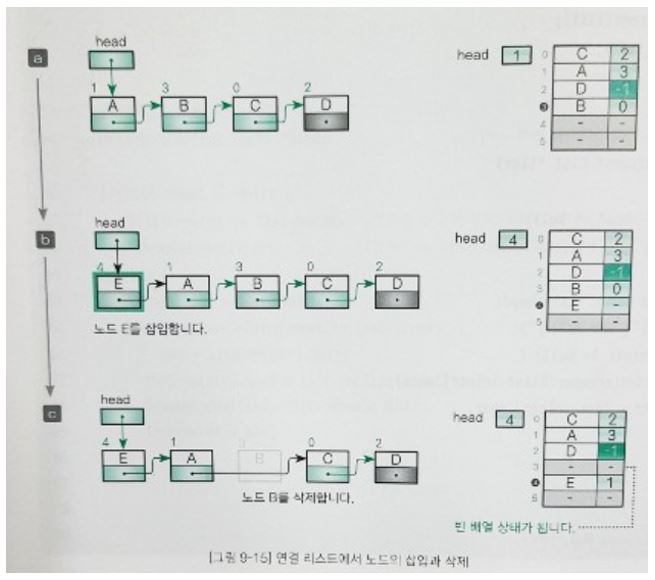 a
head
1 3 0 2
A B C D
head 1
0 C 2
1 A 3
2 D -1
❸ B 0
4 - -
5 - -
b
head
4 1 3 0 2
E A B C D
노드 E를 삽입합니다.
head 4
0 C 2
1 A 3
2 D -1
3 B 0
❹ E -
5 - -
c
head
4 1 3 0 2
E A B C D
노드 B를 삭제합니다.
head 4
0 C 2
1 A 3
2 D -1
3 - -
❹ E 1
5 - -
빈 배열 상태가 됩니다.
[그림 9-15] 연결 리스트에서 노드의 삽입과 삭제